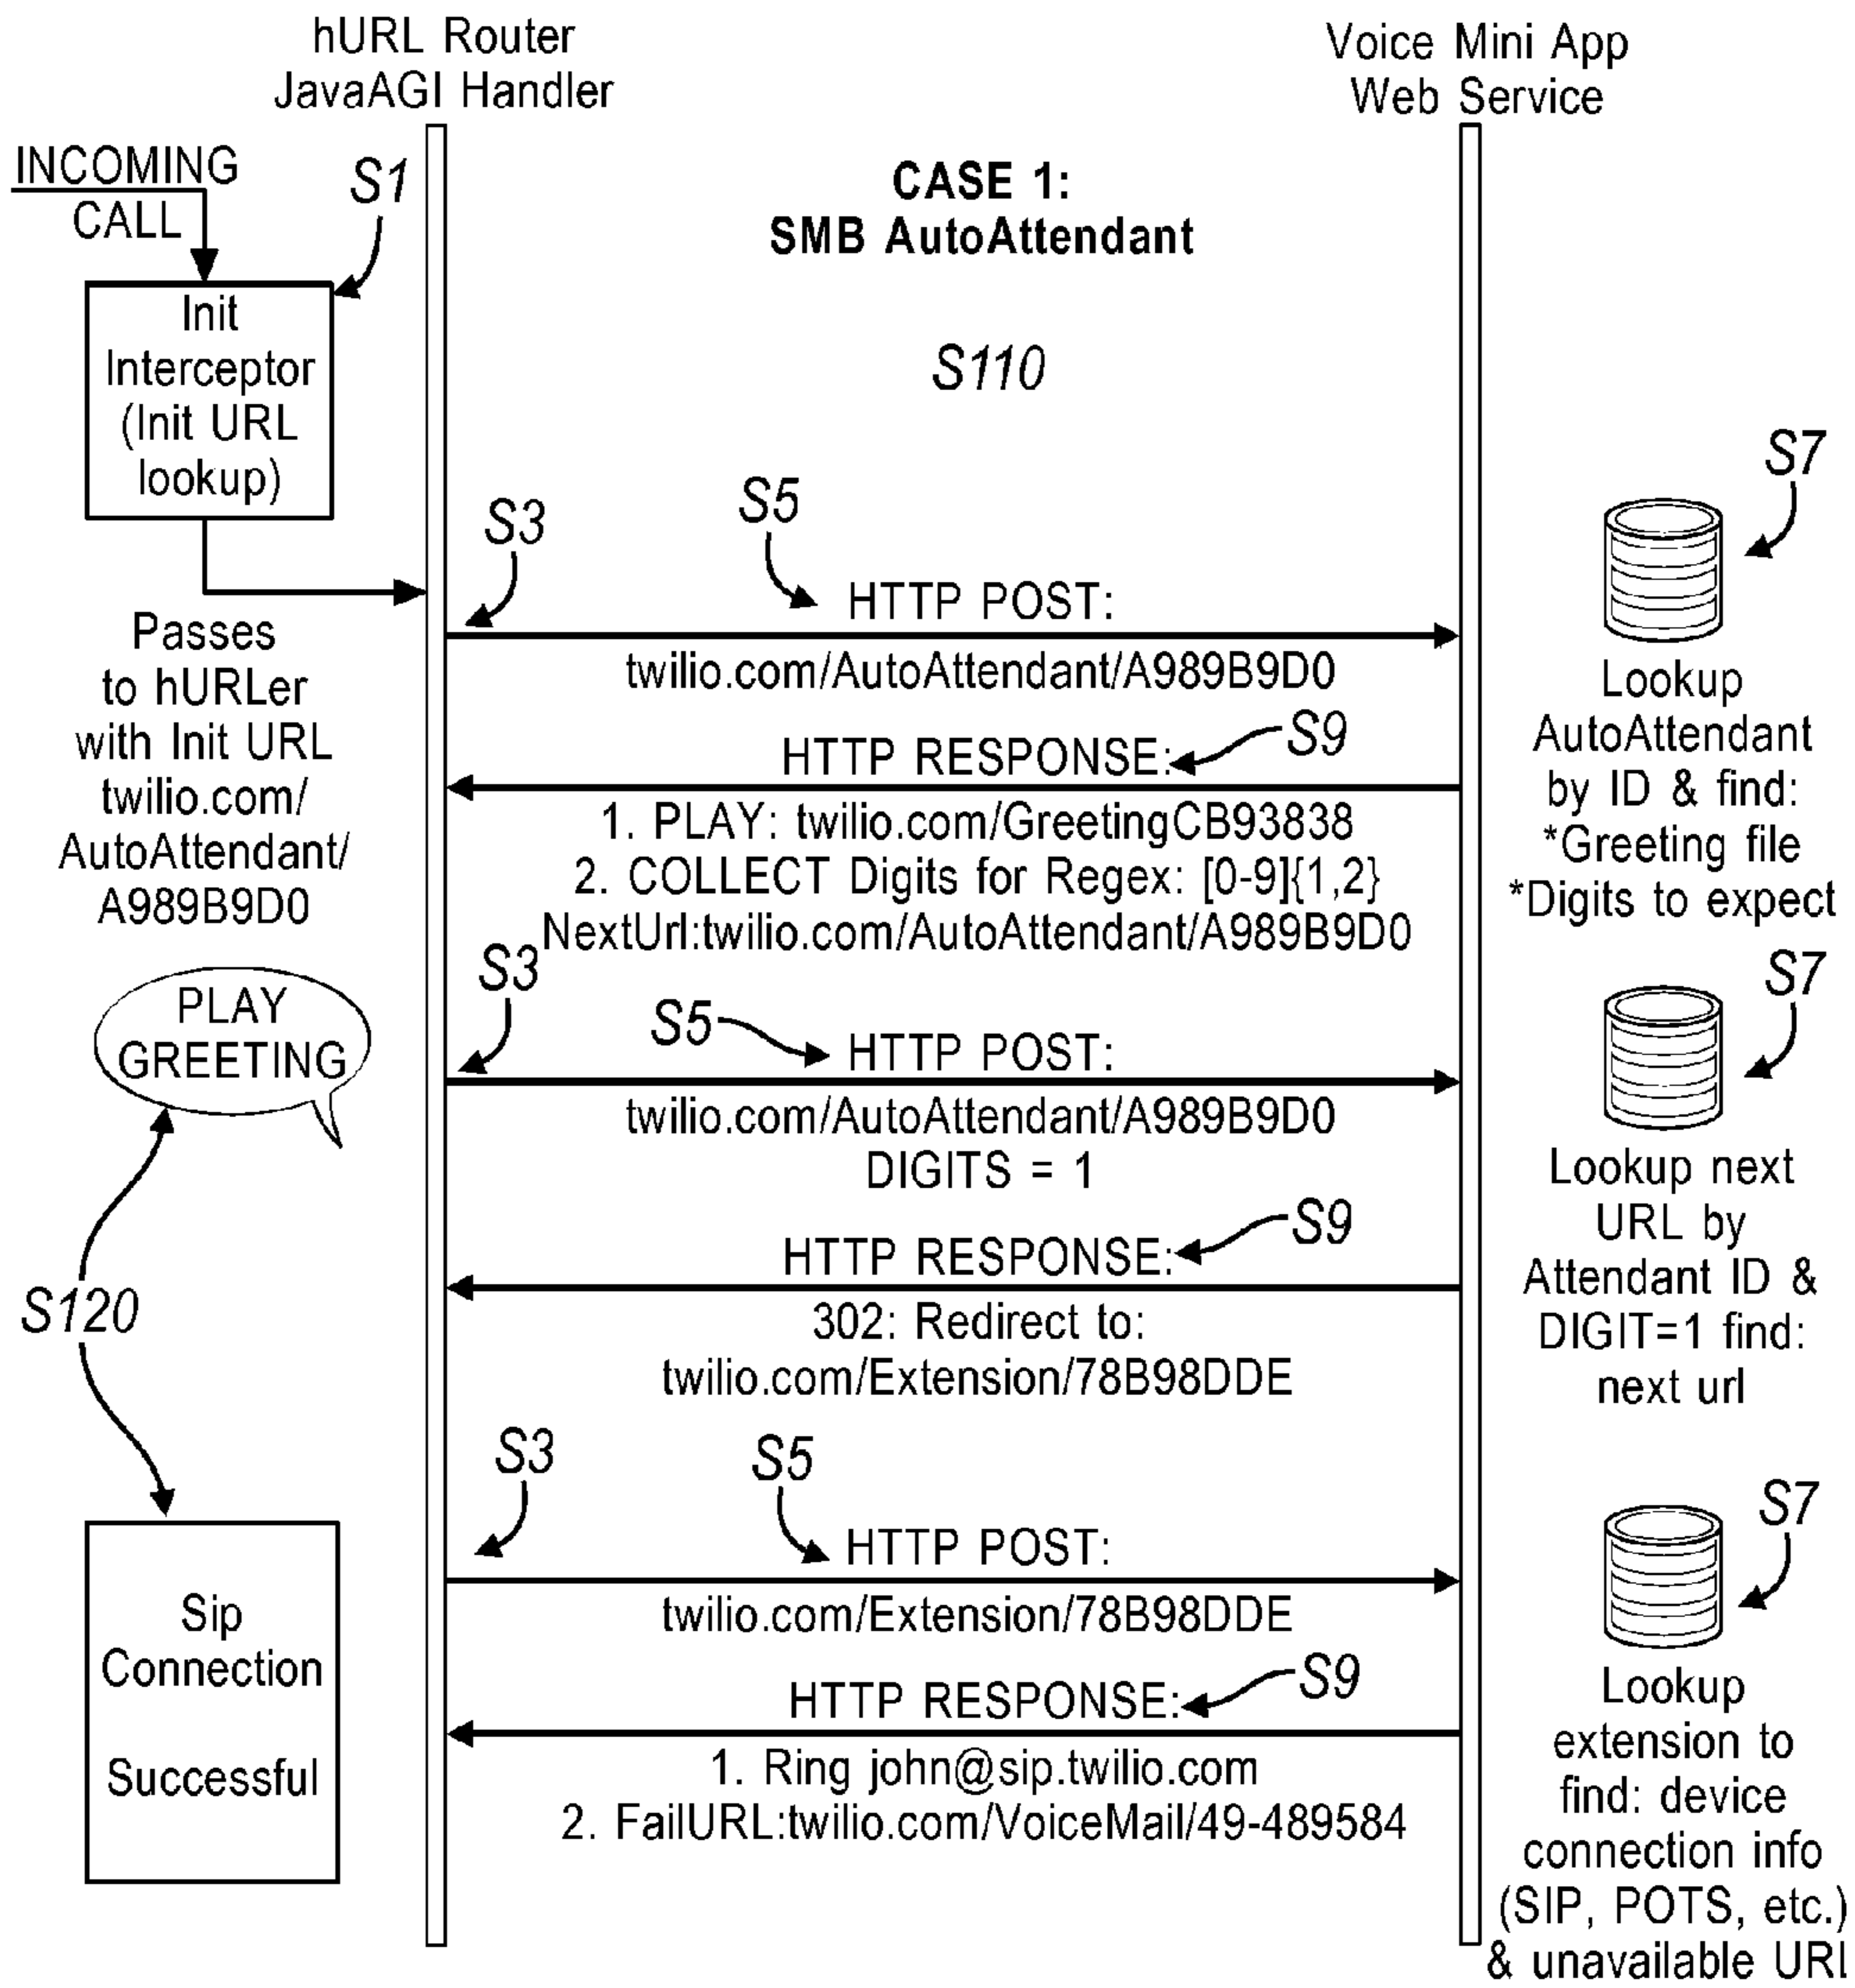 hURL Router
JavaAGI Handler
Voice Mini App
Web Service
INCOMING
CALL
S1
CASE 1:
SMB AutoAttendant
Init
Interceptor
(Init URL
lookup)
S110
S7
S3
S5
HTTP POST:
twilio.com/AutoAttendant/A989B9D0
Passes
to hURLer
with Init URL
twilio.com/
AutoAttendant/
A989B9D0
Lookup
AutoAttendant
by ID & find:
*Greeting file
*Digits to expect
HTTP RESPONSE:
S9
1. PLAY: twilio.com/GreetingCB93838
2. COLLECT Digits for Regex: [0-9]{1,2}
NextUrl:twilio.com/AutoAttendant/A989B9D0
PLAY
GREETING
S3
S5
HTTP POST:
S7
twilio.com/AutoAttendant/A989B9D0
DIGITS = 1
Lookup next
URL by
Attendant ID &
DIGIT=1 find:
next url
HTTP RESPONSE:
S9
302: Redirect to:
twilio.com/Extension/78B98DDE
S120
S3
S5
HTTP POST:
S7
twilio.com/Extension/78B98DDE
Sip
Connection
Successful
HTTP RESPONSE:
S9
1. Ring john@sip.twilio.com
2. FailURL:twilio.com/VoiceMail/49-489584
Lookup
extension to
find: device
connection info
(SIP, POTS, etc.)
& unavailable URI